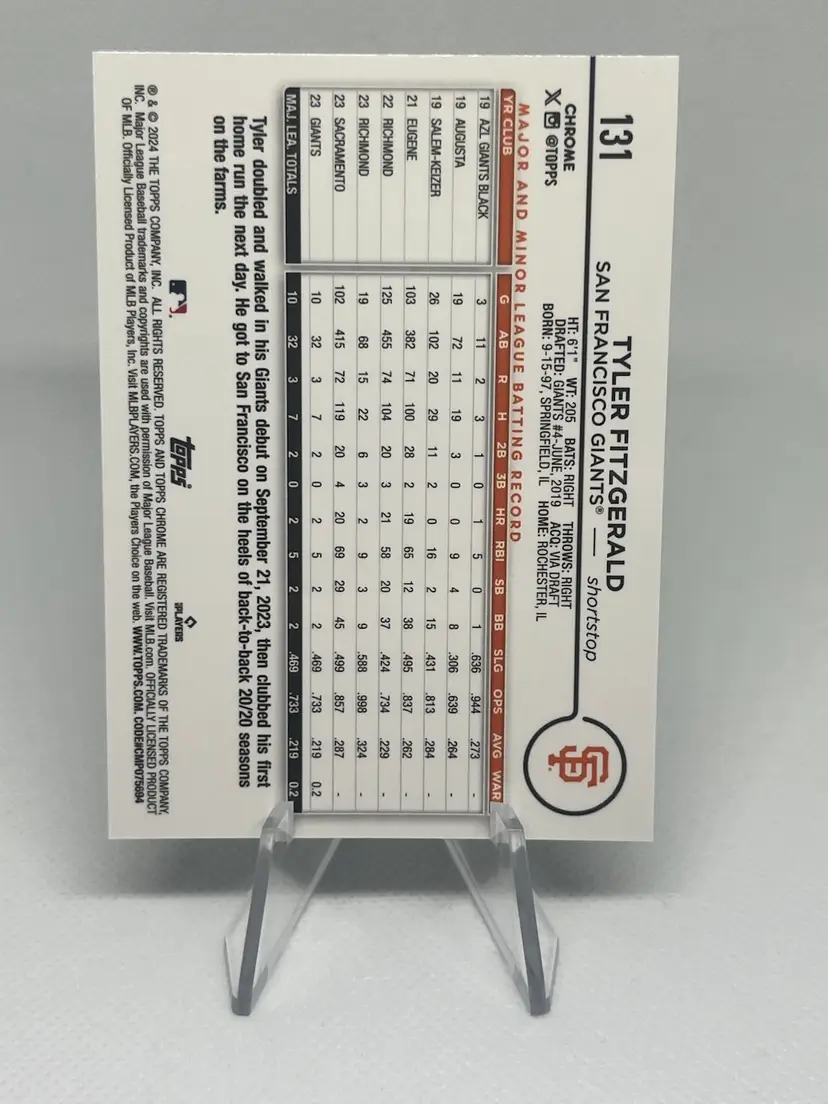 131
TYLER FITZGERALD
SAN FRANCISCO GIANTS® — shortstop
CHROME
X @TOPPS
HT: 6'1" WT: 205 BATS: RIGHT THROWS: RIGHT
DRAFTED: GIANTS #4-JUNE, 2019 ACQ: VIA DRAFT
BORN: 9-15-97, SPRINGFIELD, IL HOME: ROCHESTER, IL
SF
MAJOR AND MINOR LEAGUE BATTING RECORD
YR CLUB G AB R H 2B 3B HR RBI SB BB SLG OPS AVG WAR
19 AZL GIANTS BLACK 3 11 2 3 1 0 1 5 0 1 .636 .944 .273 -
19 AUGUSTA 19 72 11 19 3 0 0 9 4 8 .306 .639 .264 -
19 SALEM-KEIZER 26 102 20 29 11 2 0 16 2 15 .431 .813 .284 -
21 EUGENE 103 382 71 100 28 2 19 65 12 38 .495 .837 .262 -
22 RICHMOND 125 455 74 104 20 3 21 58 20 37 .424 .734 .229 -
23 RICHMOND 19 68 15 22 6 3 2 9 3 9 .588 .998 .324 -
23 SACRAMENTO 102 415 72 119 20 4 20 69 29 45 .499 .857 .287 -
23 GIANTS 10 32 3 7 2 0 2 5 2 2 .469 .733 .219 0.2
MAJ. LEA. TOTALS 10 32 3 7 2 0 2 5 2 2 .469 .733 .219 0.2
Tyler doubled and walked in his Giants debut on September 21, 2023, then clubbed his first
home run the next day. He got to San Francisco on the heels of back-to-back 20/20 seasons
on the farms.
topps
PLAYERS
® & © 2024 THE TOPPS COMPANY, INC. ALL RIGHTS RESERVED. TOPPS AND TOPPS CHROME ARE REGISTERED TRADEMARKS OF THE TOPPS COMPANY,
INC. Major League Baseball trademarks and copyrights are used with permission of Major League Baseball. Visit MLB.com. OFFICIALLY LICENSED PRODUCT
OF MLB. Officially Licensed Product of MLB Players, Inc. Visit MLBPLAYERS.COM, the Players Choice on the web. WWW.TOPPS.COM. CODE#CMP075694